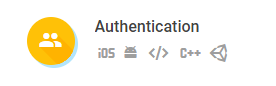 Authentication
iOS </> C++